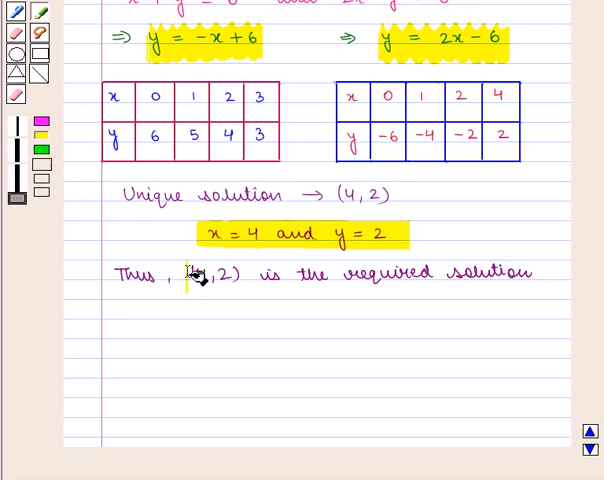 ⇒ y = -x + 6 ⇒ y = 2x - 6
x 0 1 2 3
y 6 5 4 3
x 0 1 2 4
y -6 -4 -2 2
Unique solution → (4, 2)
x = 4 and y = 2
Thus, , 2) is the required solution